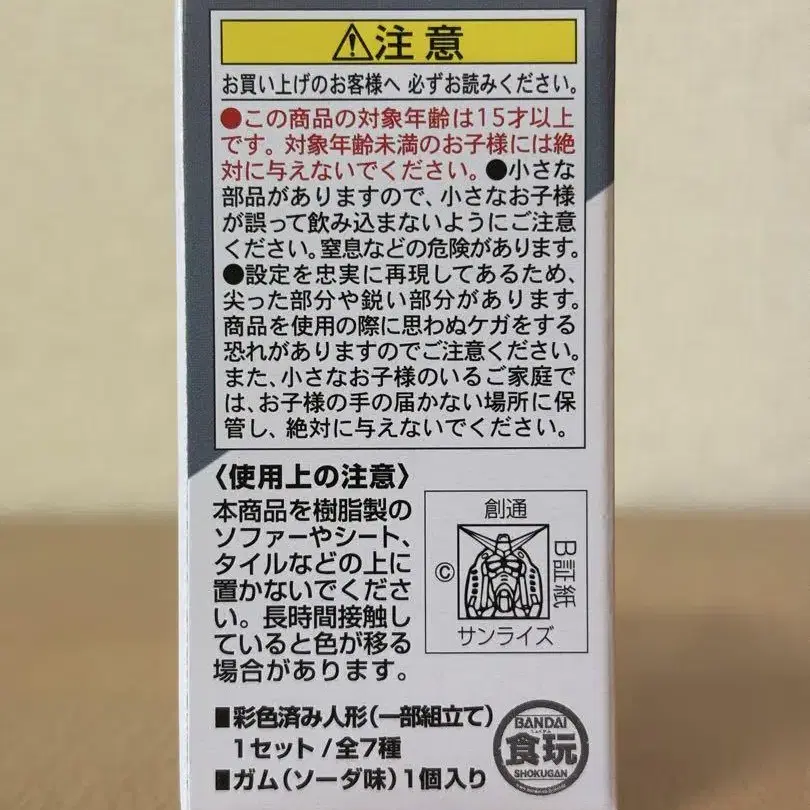 ⚠注意
お買い上げのお客様へ 必ずお読みください。
●この商品の対象年齢は15才以上
です。対象年齢未満のお子様には絶
対に与えないでください。●小さな
部品がありますので、小さなお子様
が誤って飲み込まないようにご注意
ください。窒息などの危険があります。
●設定を忠実に再現してあるため、
尖った部分や鋭い部分があります。
商品を使用の際に思わぬケガをする
恐れがありますのでご注意ください。
また、小さなお子様のいるご家庭で
は、お子様の手の届かない場所に保
管し、絶対に与えないでください。
〈使用上の注意〉
本商品を樹脂製の
ソファーやシート、
タイルなどの上に
置かないでくださ
い。長時間接触し
ていると色が移る
場合があります。
創通
©
B証紙
サンライズ
■彩色済み人形(一部組立て)
1セット/全7種
■ガム(ソーダ味)1個入り
BANDAI
食玩
SHOKUGAN